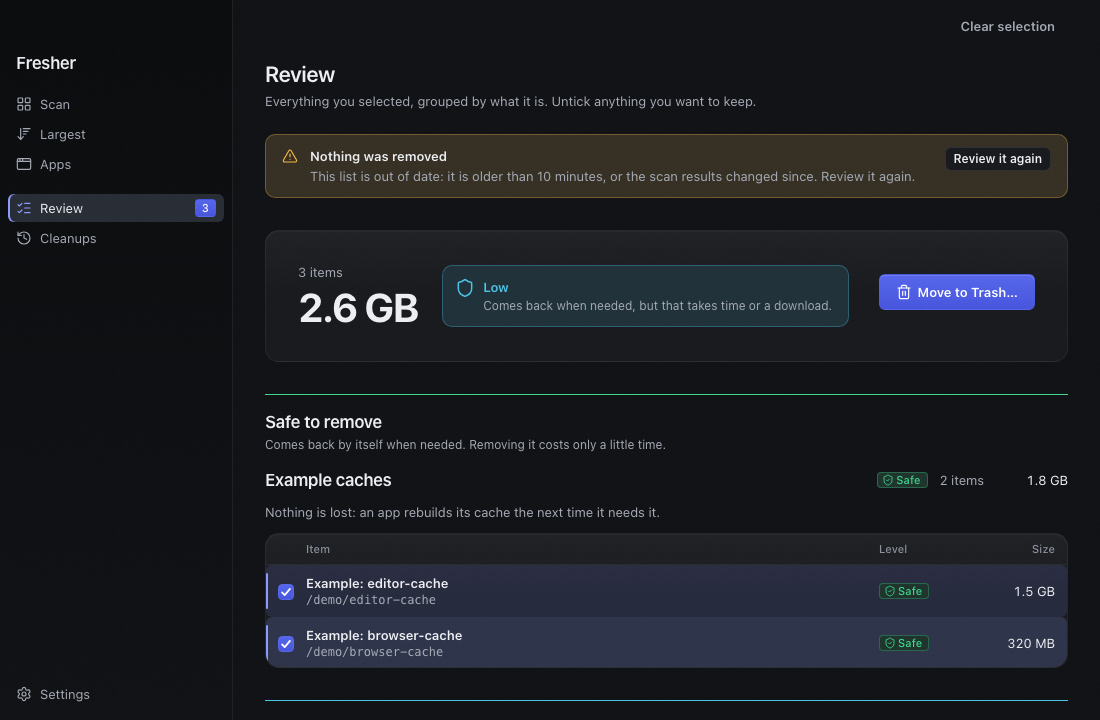 Clear selection
Fresher
Scan
Largest
Apps
Review 3
Cleanups
Settings
Review
Everything you selected, grouped by what it is. Untick anything you want to keep.
Nothing was removed
This list is out of date: it is older than 10 minutes, or the scan results changed since. Review it again.
Review it again
3 items
2.6 GB
Low
Comes back when needed, but that takes time or a download.
Move to Trash...
Safe to remove
Comes back by itself when needed. Removing it costs only a little time.
Example caches Safe 2 items 1.8 GB
Nothing is lost: an app rebuilds its cache the next time it needs it.
Item Level Size
Example: editor-cache
/demo/editor-cache
Safe 1.5 GB
Example: browser-cache
/demo/browser-cache
Safe 320 MB